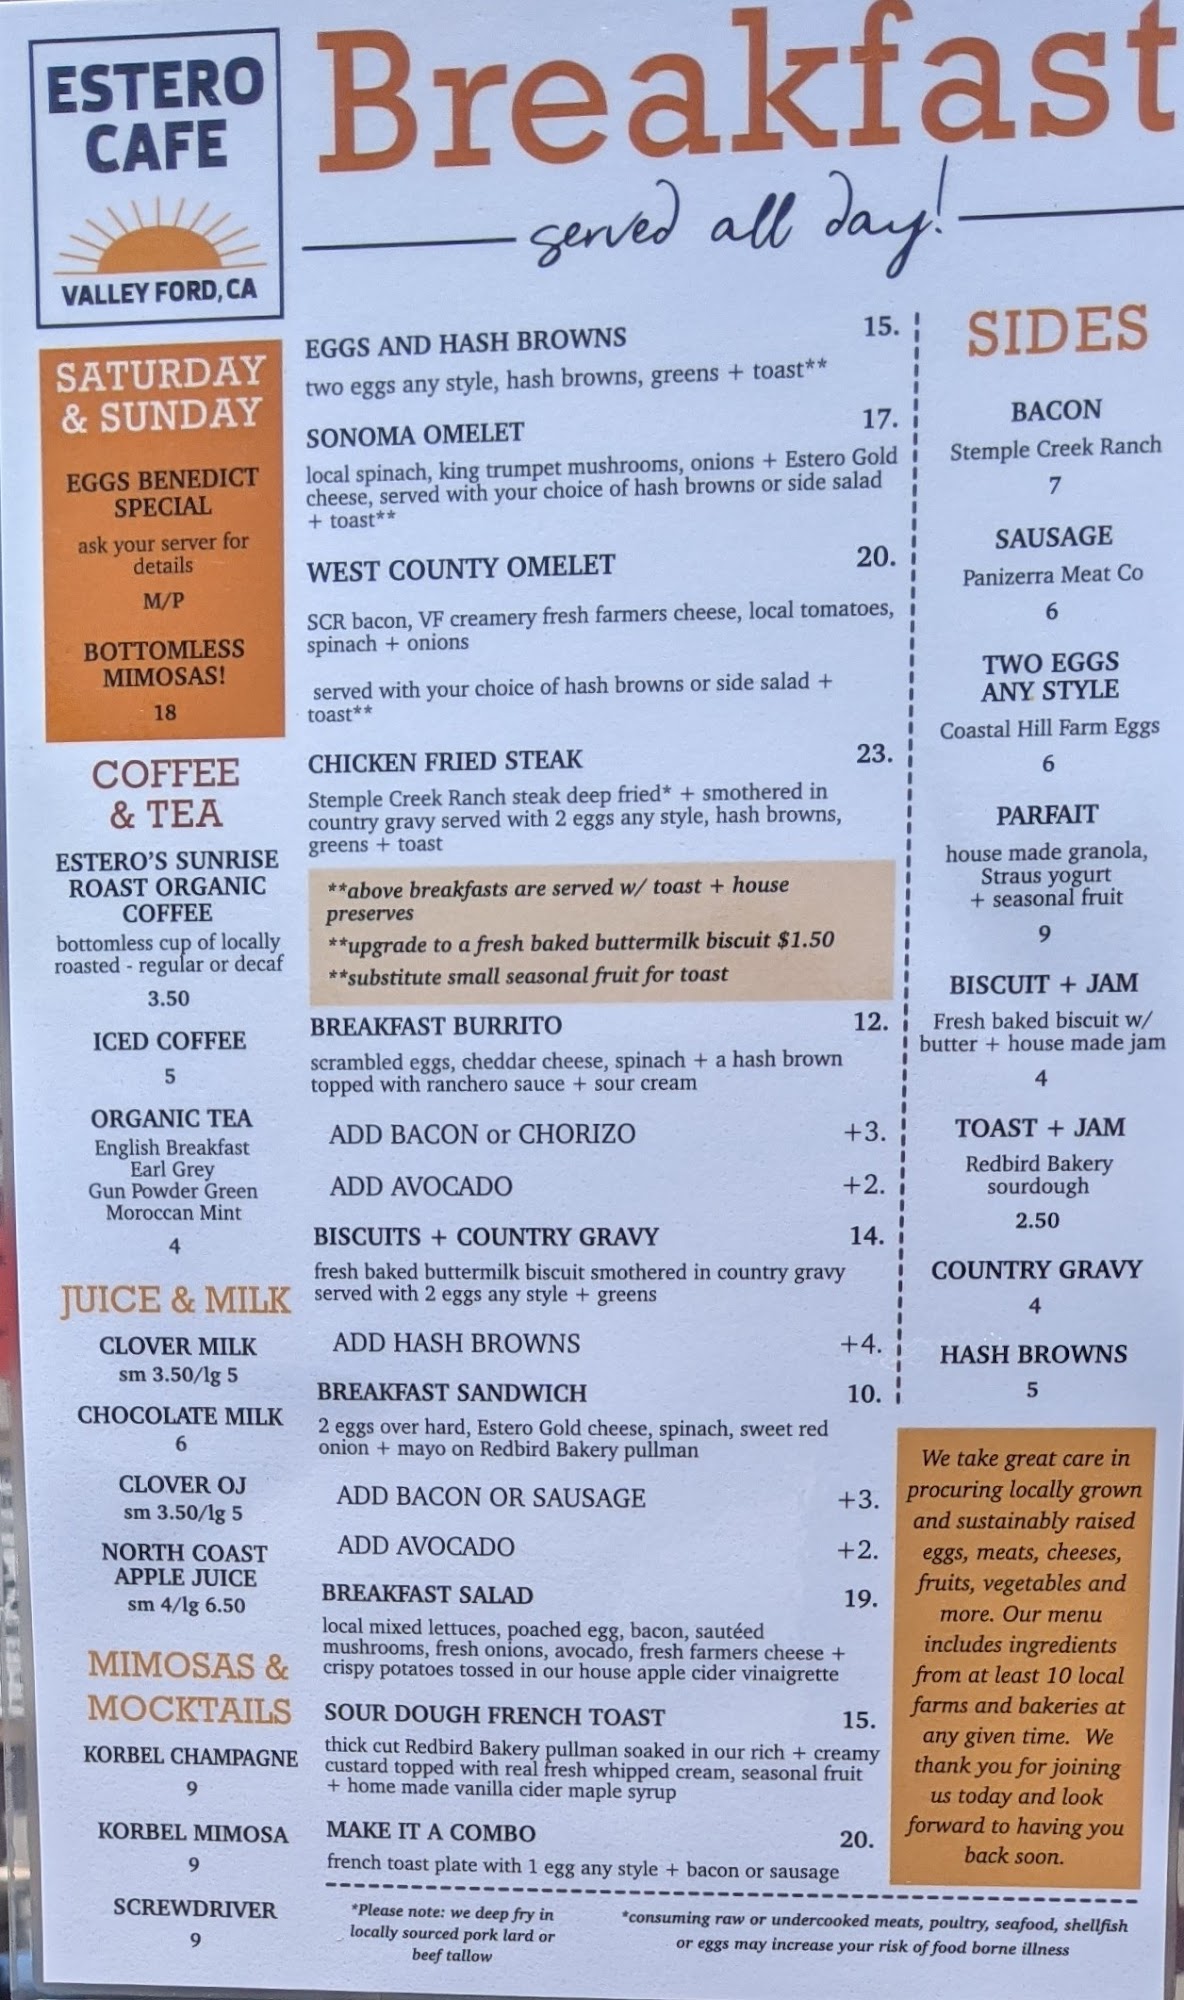 ESTERO
CAFE
VALLEY FORD, CA
Breakfast
served all day!
SATURDAY
& SUNDAY
EGGS BENEDICT
SPECIAL
ask your server for
details
M/P
BOTTOMLESS
MIMOSAS!
18
COFFEE
& TEA
ESTERO'S SUNRISE
ROAST ORGANIC
COFFEE
bottomless cup of locally
roasted - regular or decaf
3.50
ICED COFFEE
5
ORGANIC TEA
English Breakfast
Earl Grey
Gun Powder Green
Moroccan Mint
4
JUICE & MILK
CLOVER MILK
sm 3.50/lg 5
CHOCOLATE MILK
6
CLOVER OJ
sm 3.50/lg 5
NORTH COAST
APPLE JUICE
sm 4/lg 6.50
MIMOSAS &
MOCKTAILS
KORBEL CHAMPAGNE
9
KORBEL MIMOSA
9
SCREWDRIVER
9
EGGS AND HASH BROWNS 15.
two eggs any style, hash browns, greens + toast**
SONOMA OMELET 17.
local spinach, king trumpet mushrooms, onions + Estero Gold
cheese, served with your choice of hash browns or side salad
+ toast**
WEST COUNTY OMELET 20.
SCR bacon, VF creamery fresh farmers cheese, local tomatoes,
spinach + onions
served with your choice of hash browns or side salad +
toast**
CHICKEN FRIED STEAK 23.
Stemple Creek Ranch steak deep fried* + smothered in
country gravy served with 2 eggs any style, hash browns,
greens + toast
**above breakfasts are served w/ toast + house
preserves
**upgrade to a fresh baked buttermilk biscuit $1.50
**substitute small seasonal fruit for toast
BREAKFAST BURRITO 12.
scrambled eggs, cheddar cheese, spinach + a hash brown
topped with ranchero sauce + sour cream
ADD BACON or CHORIZO +3.
ADD AVOCADO +2.
BISCUITS + COUNTRY GRAVY 14.
fresh baked buttermilk biscuit smothered in country gravy
served with 2 eggs any style + greens
ADD HASH BROWNS +4.
BREAKFAST SANDWICH 10.
2 eggs over hard, Estero Gold cheese, spinach, sweet red
onion + mayo on Redbird Bakery pullman
ADD BACON OR SAUSAGE +3.
ADD AVOCADO +2.
BREAKFAST SALAD 19.
local mixed lettuces, poached egg, bacon, sautéed
mushrooms, fresh onions, avocado, fresh farmers cheese +
crispy potatoes tossed in our house apple cider vinaigrette
SOUR DOUGH FRENCH TOAST 15.
thick cut Redbird Bakery pullman soaked in our rich + creamy
custard topped with real fresh whipped cream, seasonal fruit
+ home made vanilla cider maple syrup
MAKE IT A COMBO 20.
french toast plate with 1 egg any style + bacon or sausage
SIDES
BACON
Stemple Creek Ranch
7
SAUSAGE
Panizerra Meat Co
6
TWO EGGS
ANY STYLE
Coastal Hill Farm Eggs
6
PARFAIT
house made granola,
Straus yogurt
+ seasonal fruit
9
BISCUIT + JAM
Fresh baked biscuit w/
butter + house made jam
4
TOAST + JAM
Redbird Bakery
sourdough
2.50
COUNTRY GRAVY
4
HASH BROWNS
5
We take great care in
procuring locally grown
and sustainably raised
eggs, meats, cheeses,
fruits, vegetables and
more. Our menu
includes ingredients
from at least 10 local
farms and bakeries at
any given time. We
thank you for joining
us today and look
forward to having you
back soon.
*Please note: we deep fry in
locally sourced pork lard or
beef tallow
*consuming raw or undercooked meats, poultry, seafood, shellfish
or eggs may increase your risk of food borne illness